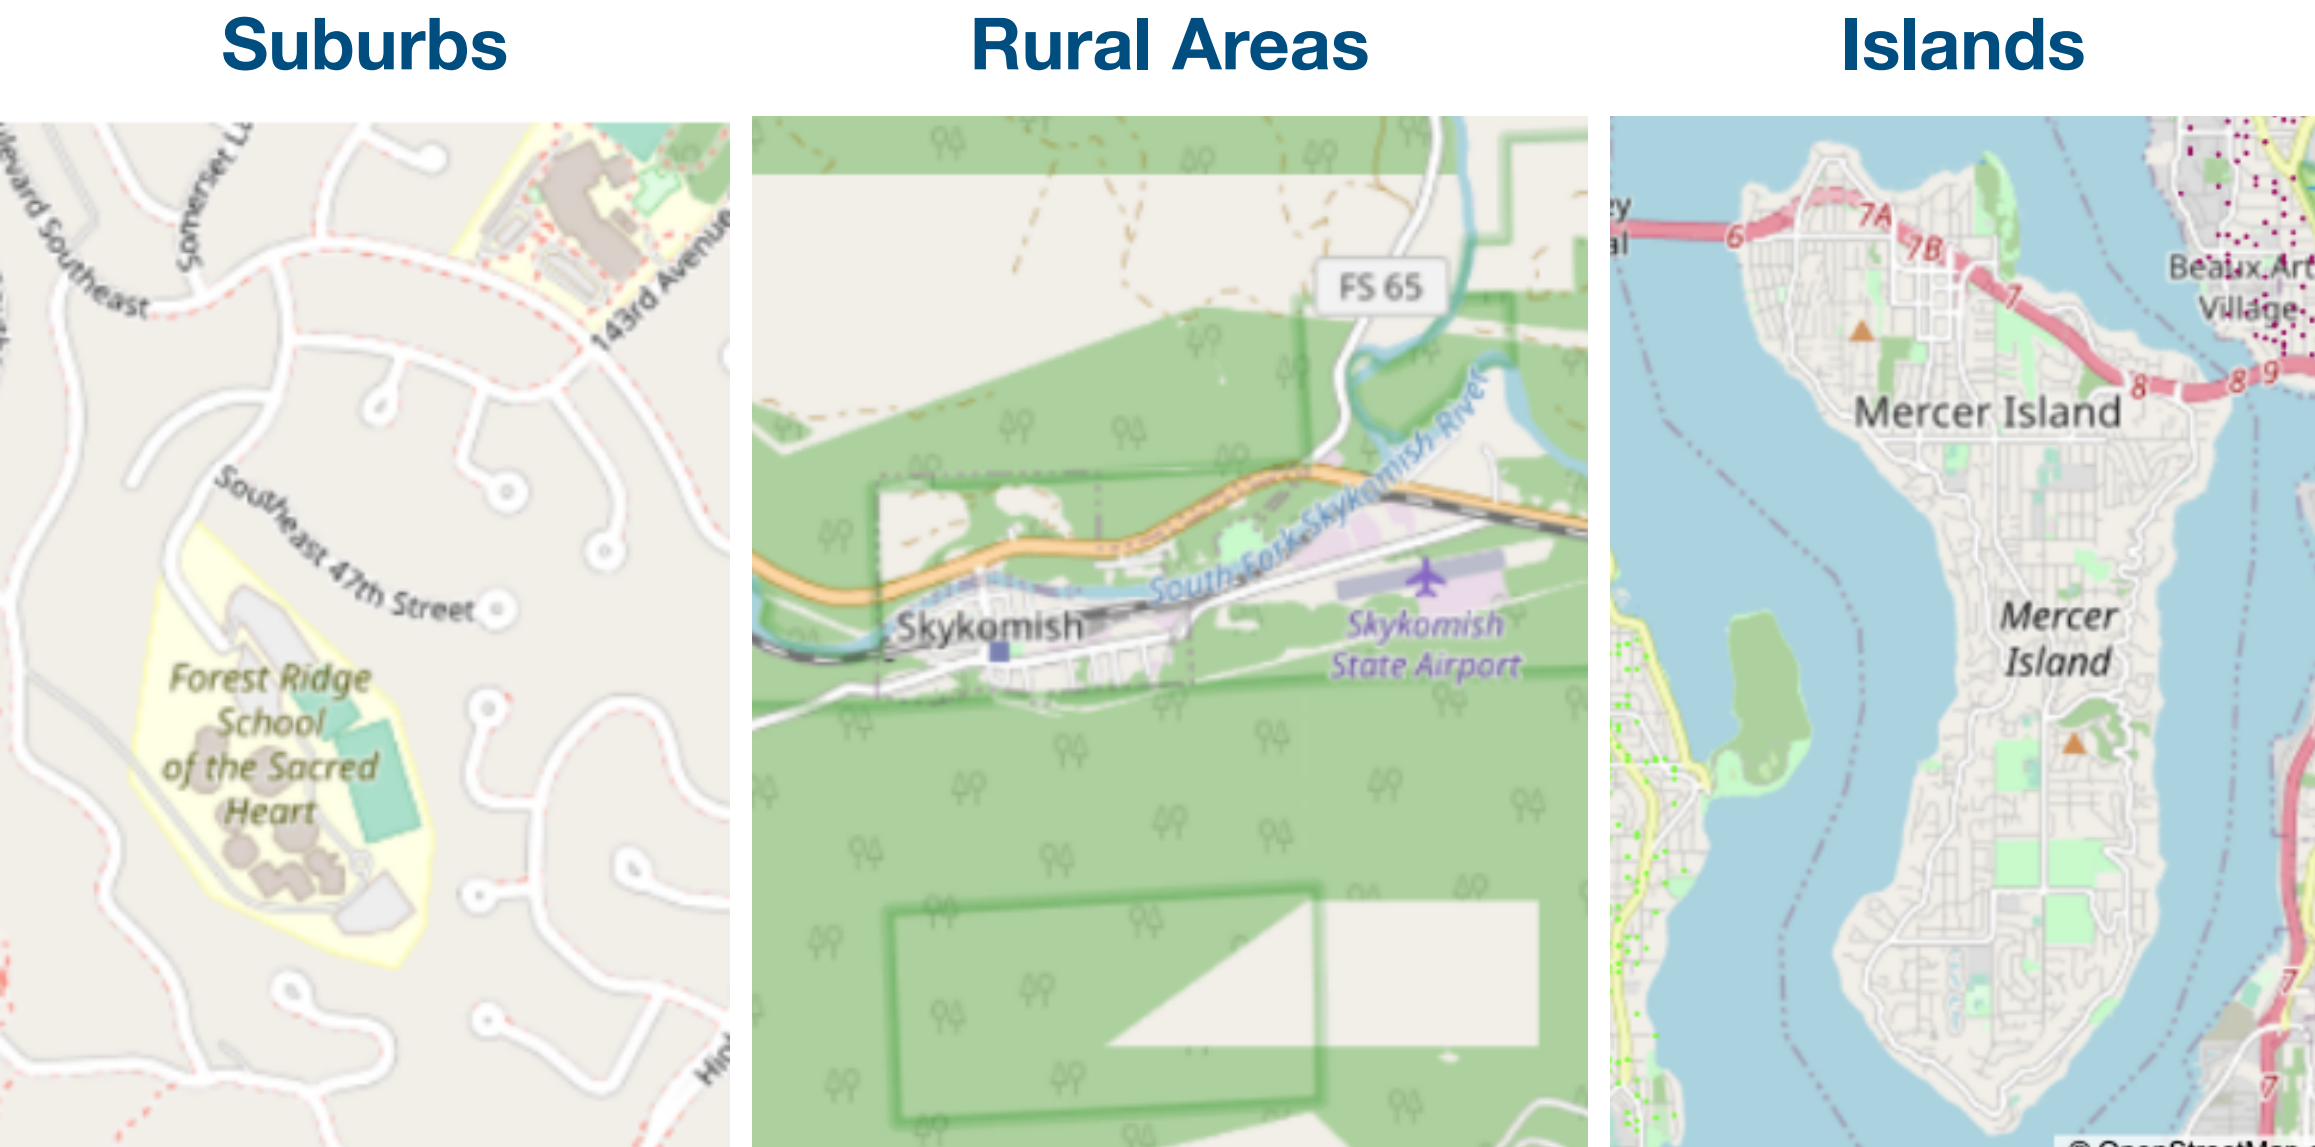 Suburbs
Rural Areas
Islands
Somerset
Southeast
143rd Avenue
Southeast 47th Street
Forest Ridge
School
of the Sacred
Heart
FS 65
South Fork Skykomish River
Skykomish
Skykomish
State Airport
6
7A
7B
7
8
8
9
Beaux Art
Village
Mercer Island
Mercer
Island
7
7